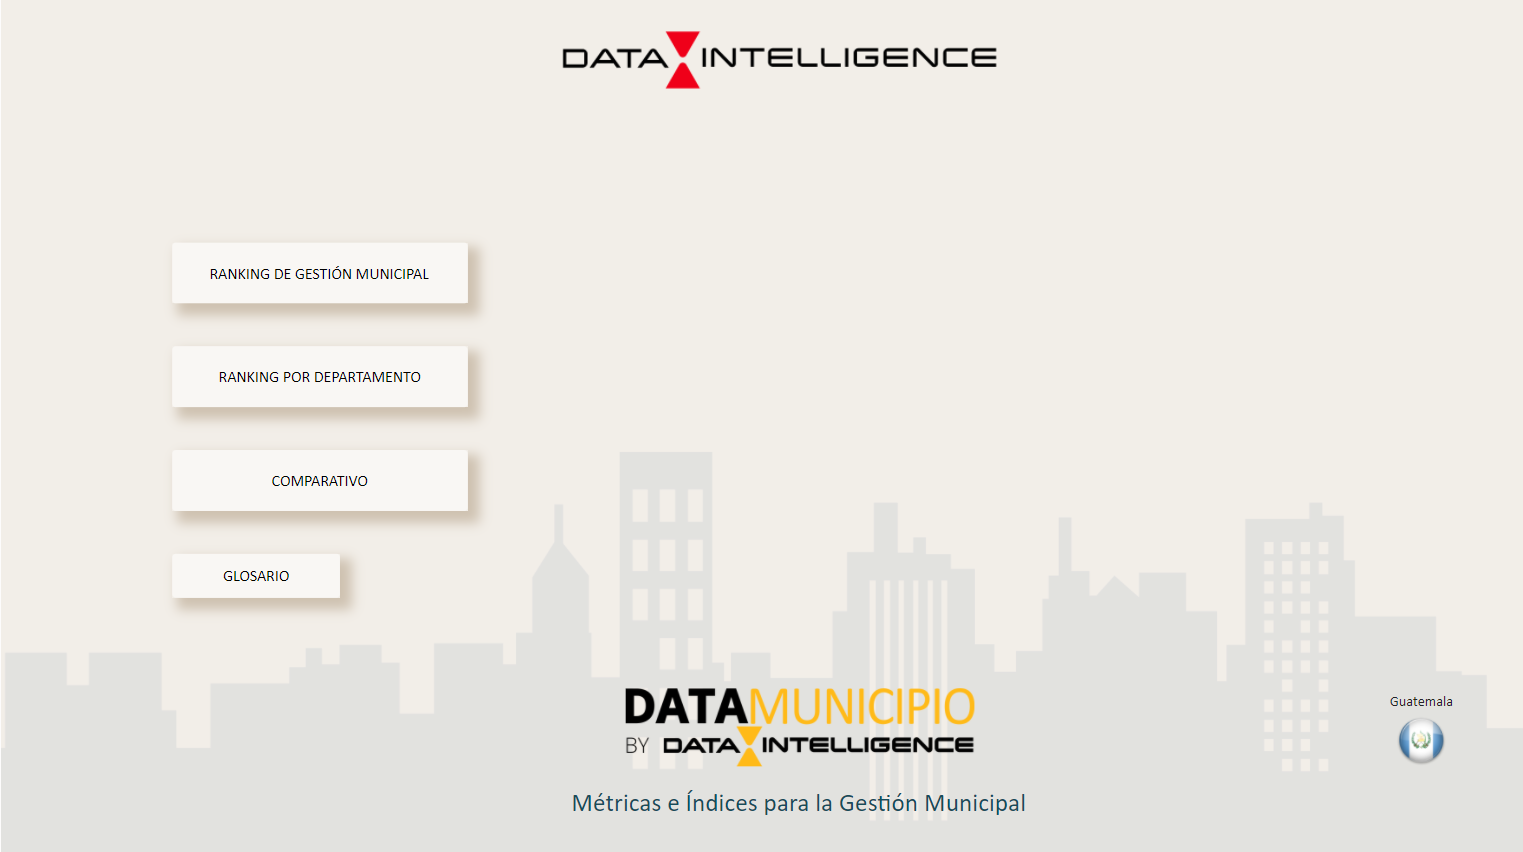 DATA INTELLIGENCE
RANKING DE GESTIÓN MUNICIPAL
RANKING POR DEPARTAMENTO
COMPARATIVO
GLOSARIO
DATAMUNICIPIO
BY DATA INTELLIGENCE
Métricas e Índices para la Gestión Municipal
Guatemala